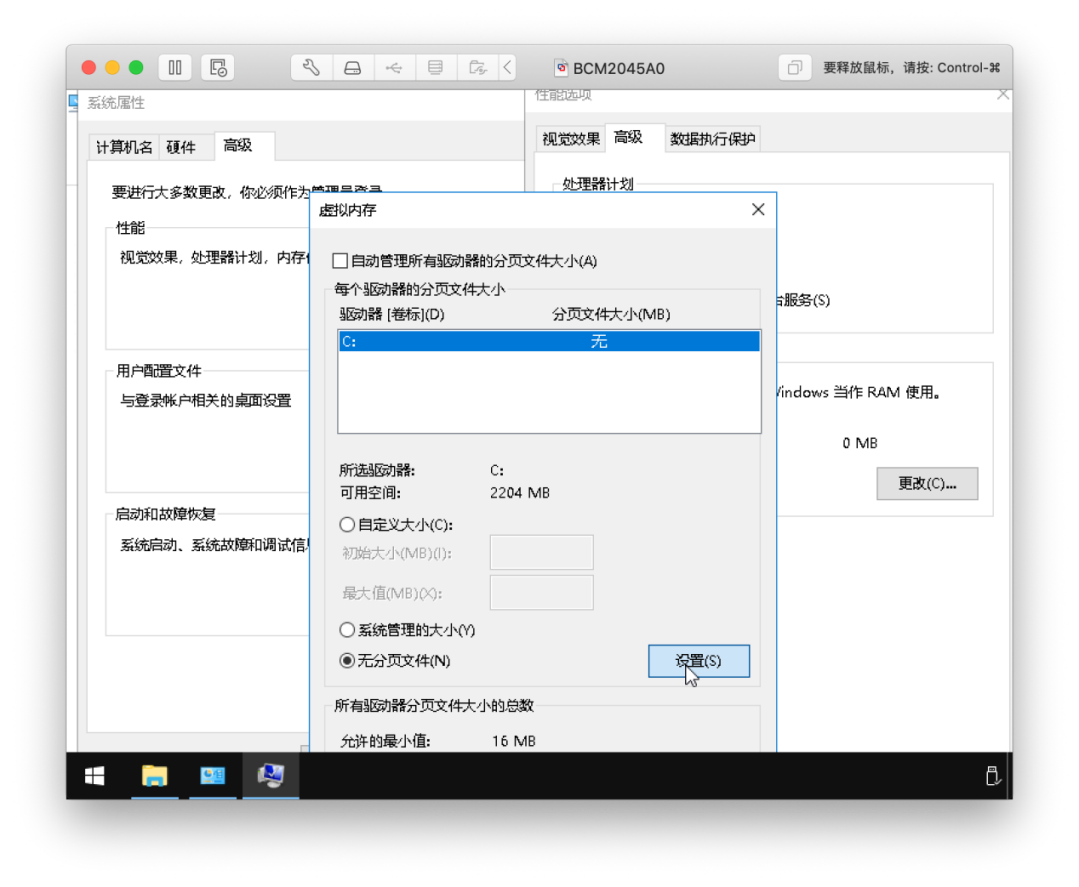 BCM2045A0
要释放鼠标，请按: Control-⌘
系统属性
计算机名 硬件 高级
要进行大多数更改，你必须作为管理员登录
性能
视觉效果，处理器计划，内存
用户配置文件
与登录帐户相关的桌面设置
启动和故障恢复
系统启动、系统故障和调试信
性能选项
视觉效果 高级 数据执行保护
处理器计划
台服务(S)
Windows 当作 RAM 使用。
0 MB
更改(C)...
虚拟内存
自动管理所有驱动器的分页文件大小(A)
每个驱动器的分页文件大小
驱动器 [卷标](D) 分页文件大小(MB)
C: 无
所选驱动器: C:
可用空间: 2204 MB
自定义大小(C):
初始大小(MB)(I):
最大值(MB)(X):
系统管理的大小(Y)
无分页文件(N)
设置(S)
所有驱动器分页文件大小的总数
允许的最小值: 16 MB